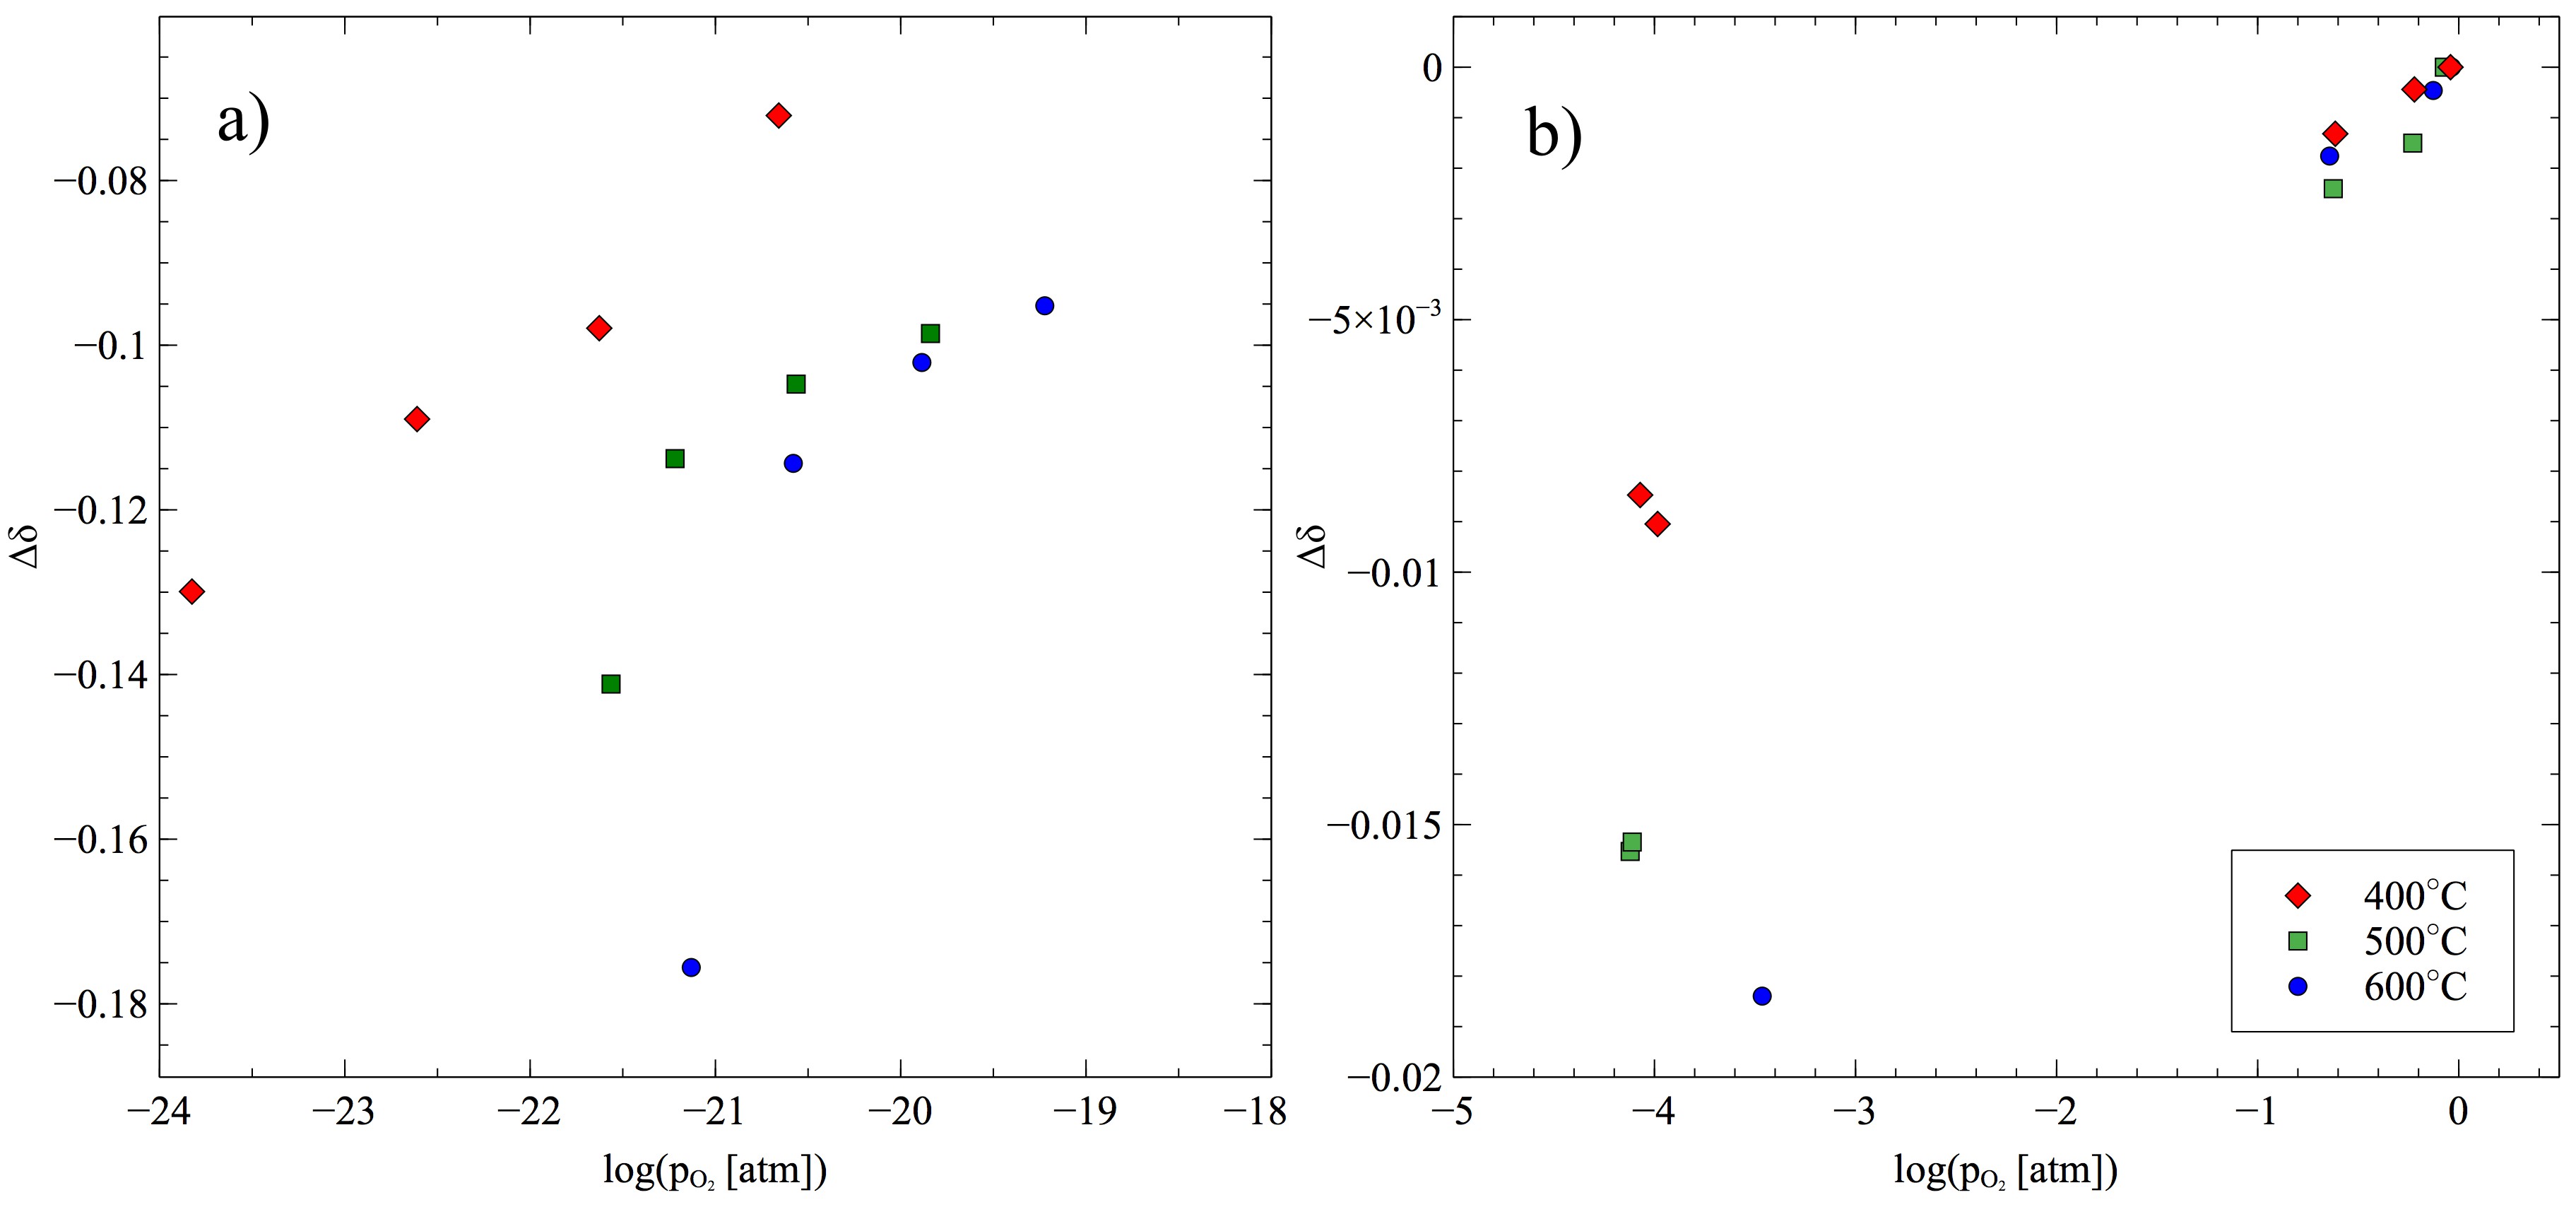 a)
−0.08
−0.1
−0.12
−0.14
−0.16
−0.18
Δδ
−24 −23 −22 −21 −20 −19 −18
log(pO₂ [atm])
b)
0
−5×10⁻³
−0.01
−0.015
−0.02
Δδ
−5 −4 −3 −2 −1 0
log(pO₂ [atm])
400°C
500°C
600°C